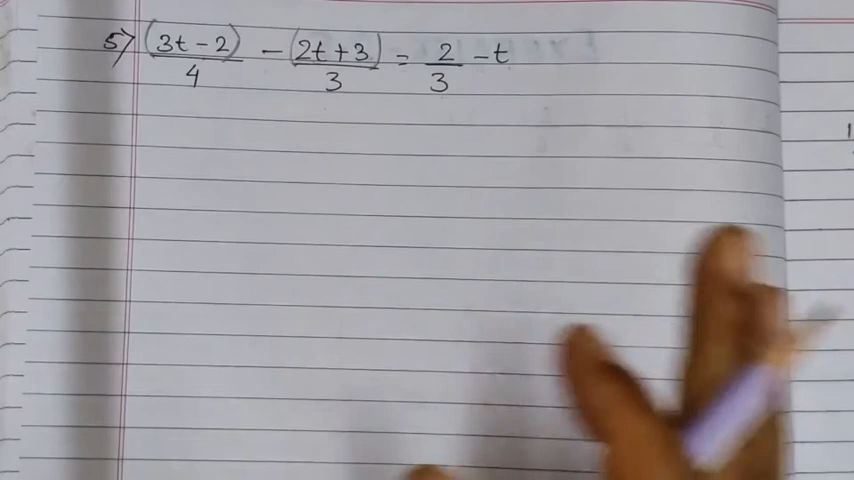 5) (3t-2)/4 - (2t+3)/3 = 2/3 - t